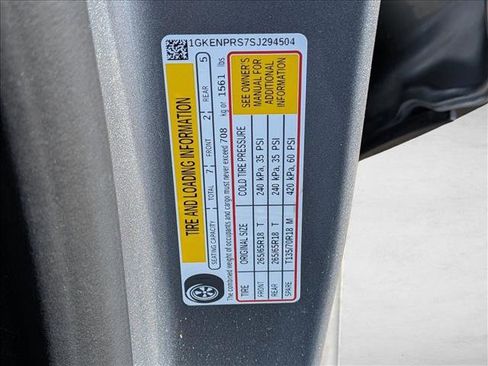 1GKENPRS7SJ294504
TIRE AND LOADING INFORMATION
SEATING CAPACITY TOTAL 7 FRONT 2 REAR 5
The combined weight of occupants and cargo must never exceed 708 kg or 1561 lbs
TIRE ORIGINAL SIZE COLD TIRE PRESSURE
FRONT 265/65R18 T 240 kPa, 35 PSI
REAR 265/65R18 T 240 kPa, 35 PSI
SPARE T135/70R18 M 420 kPa, 60 PSI
SEE OWNER'S
MANUAL FOR
ADDITIONAL
INFORMATION